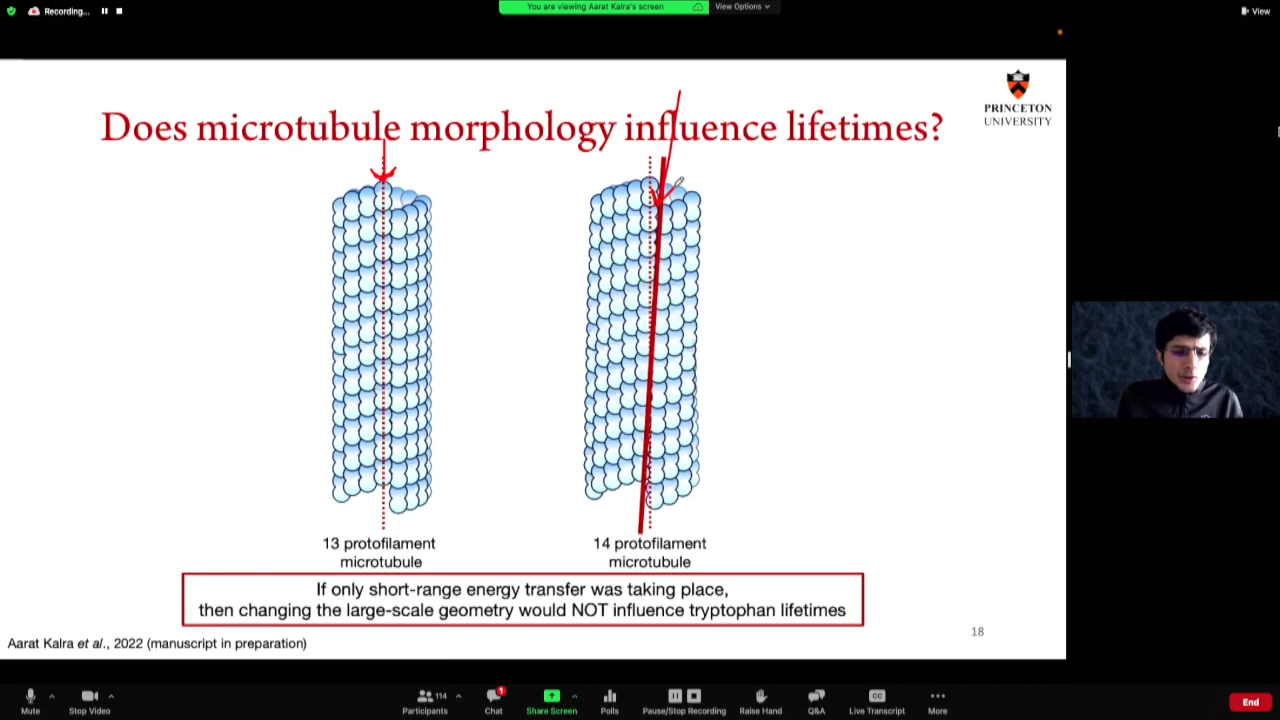 Recording...
You are viewing Aarat Kalra's screen
View Options
View
Does microtubule morphology influence lifetimes?
PRINCETON
UNIVERSITY
13 protofilament
microtubule
14 protofilament
microtubule
If only short-range energy transfer was taking place,
then changing the large-scale geometry would NOT influence tryptophan lifetimes
18
Aarat Kalra et al., 2022 (manuscript in preparation)
Mute
Stop Video
114
Participants
1
Chat
Share Screen
Polls
Pause/Stop Recording
Raise Hand
Q&A
CC
Live Transcript
More
End